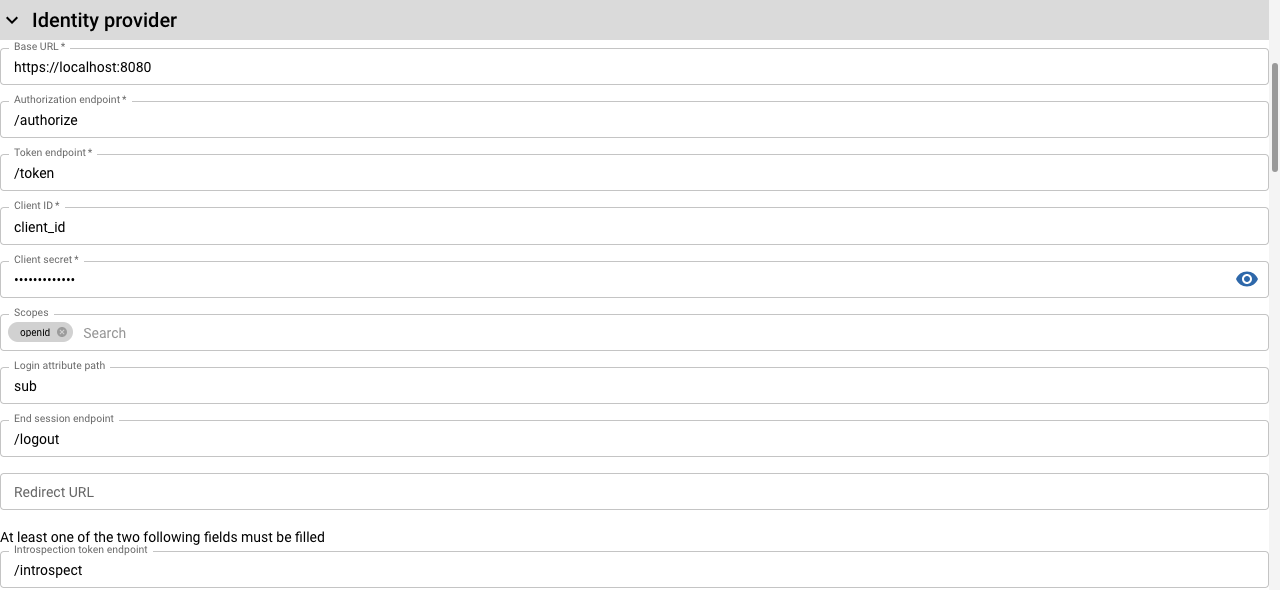 Identity provider
Base URL *
https://localhost:8080
Authorization endpoint *
/authorize
Token endpoint *
/token
Client ID *
client_id
Client secret *
•••••••••••••
Scopes
openid Search
Login attribute path
sub
End session endpoint
/logout
Redirect URL
At least one of the two following fields must be filled
Introspection token endpoint
/introspect